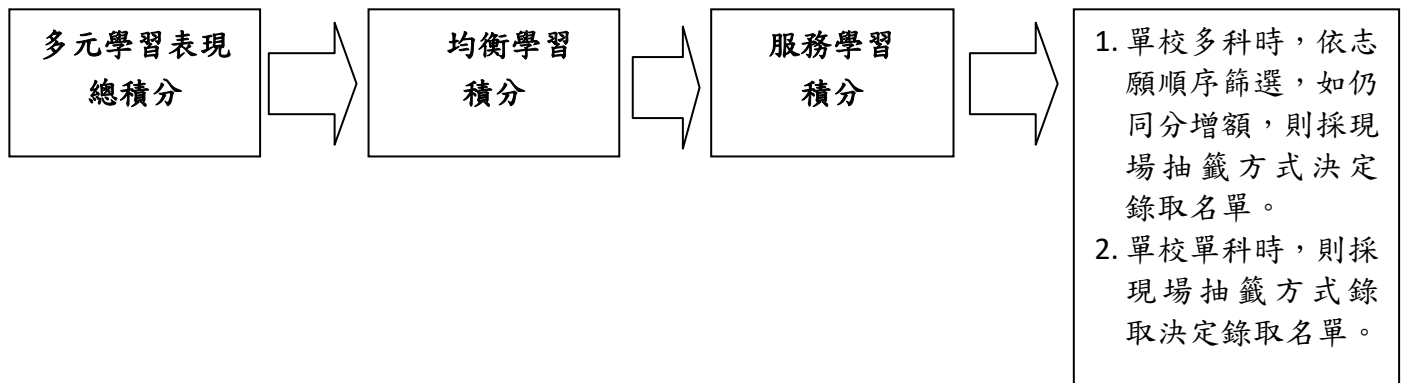 多元學習表現
總積分
均衡學習
積分
服務學習
積分
1. 單校多科時，依志
願順序篩選，如仍
同分增額，則採現
場抽籤方式決定
錄取名單。
2. 單校單科時，則採
現場抽籤方式錄
取決定錄取名單。